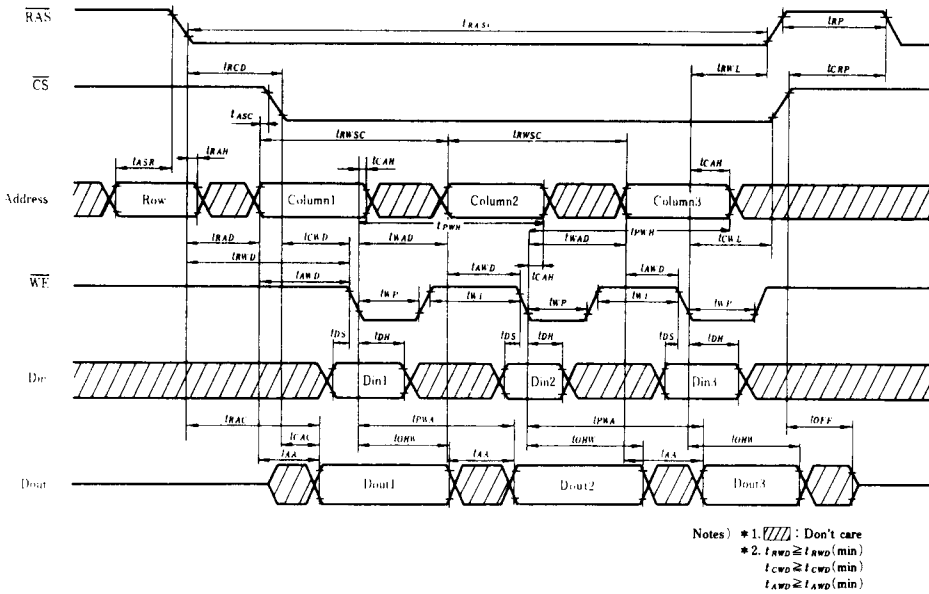 RAS
tRASC
tRP
tRCD
tRWL
tCRP
CS
tASC
tRWSC
tRWSC
tASR
tRAH
tCAH
tCAH
Address
Row
Column1
Column2
Column3
tPWH
tPWH
tRAD
tCWD
tWAD
tWAD
tCWL
tRWD
tAWD
tAWD
tCAH
tAWD
WE
tWP
tWI
tWP
tWI
tWP
tDS
tDH
tDS
tDH
tDS
tDH
Din
Din1
Din2
Din3
tRAC
tPWA
tPWA
tOFF
tCAC
tOHW
tOHW
tOHW
tAA
tAA
tAA
Dout
Dout1
Dout2
Dout3
Notes) *1. : Don't care
*2. tRWD ≧ tRWD(min)
tCWD ≧ tCWD(min)
tAWD ≧ tAWD(min)